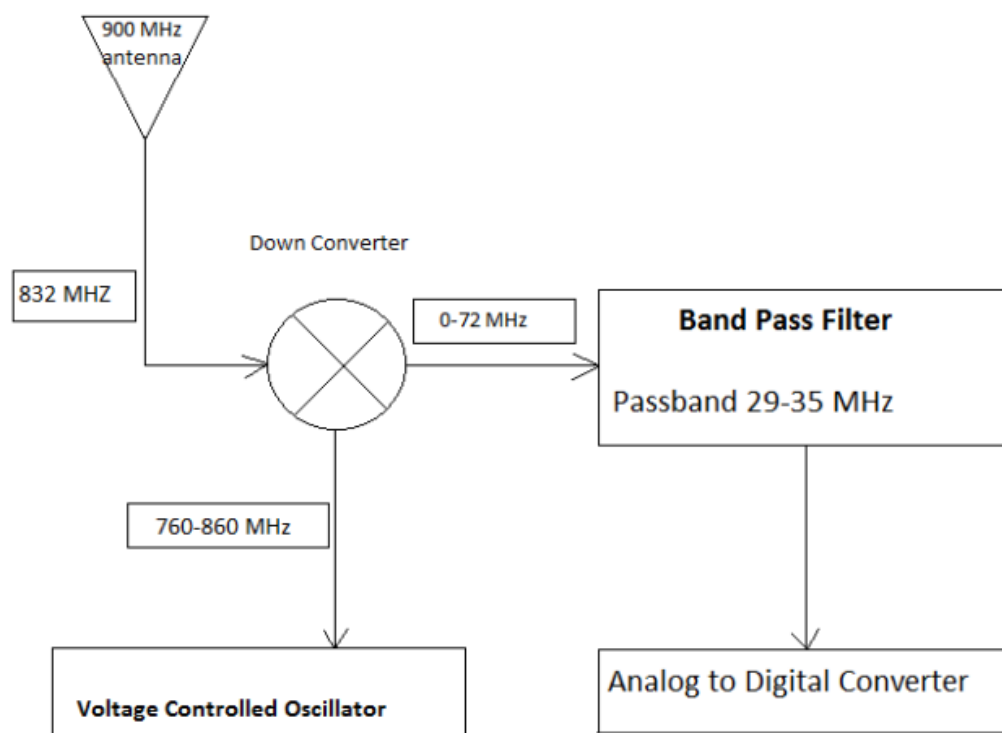 900 MHz
antenna
Down Converter
832 MHZ
0-72 MHz
Band Pass Filter
Passband 29-35 MHz
760-860 MHz
Voltage Controlled Oscillator
Analog to Digital Converter